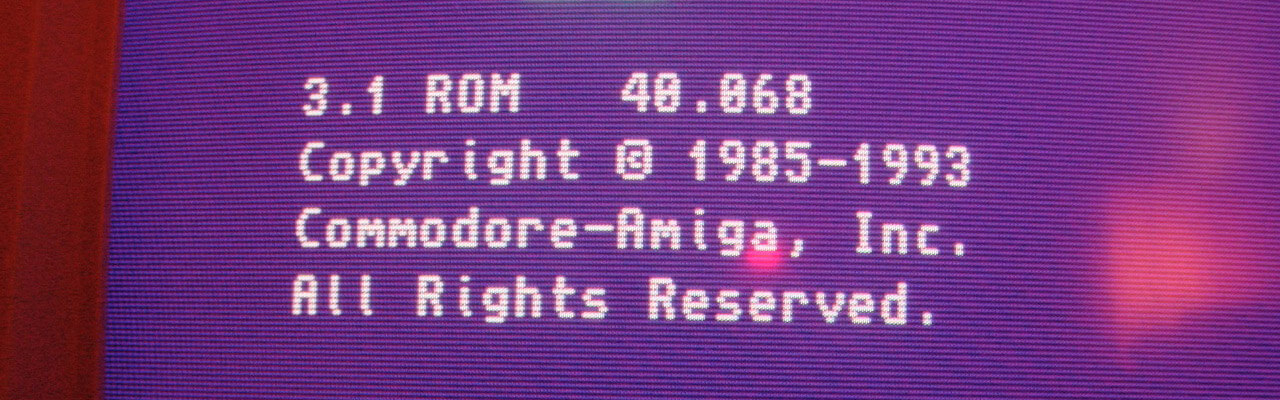 3.1 ROM   40.068
Copyright © 1985-1993
Commodore-Amiga, Inc.
All Rights Reserved.